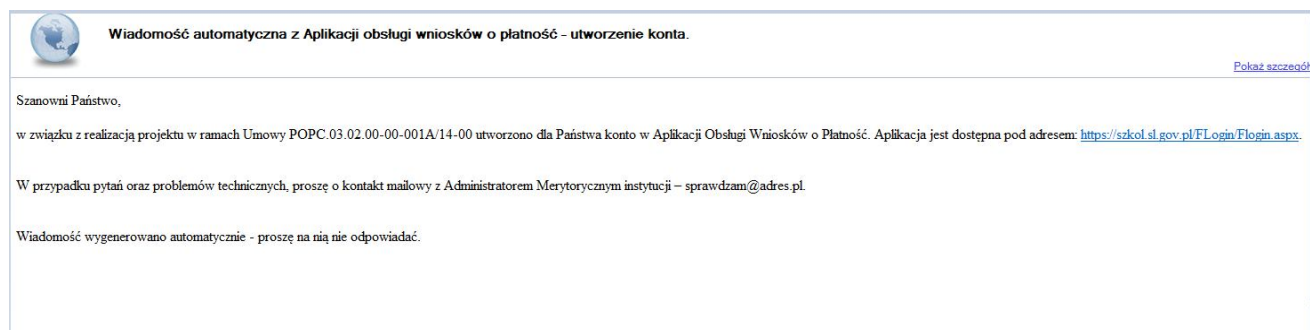 Wiadomość automatyczna z Aplikacji obsługi wniosków o płatność - utworzenie konta.
Pokaż szczegół
Szanowni Państwo,
w związku z realizacją projektu w ramach Umowy POPC.03.02.00-00-001A/14-00 utworzono dla Państwa konto w Aplikacji Obsługi Wniosków o Płatność. Aplikacja jest dostępna pod adresem: https://szkol.sl.gov.pl/FLogin/Flogin.aspx.
W przypadku pytań oraz problemów technicznych, proszę o kontakt mailowy z Administratorem Merytorycznym instytucji – sprawdzam@adres.pl.
Wiadomość wygenerowano automatycznie - proszę na nią nie odpowiadać.